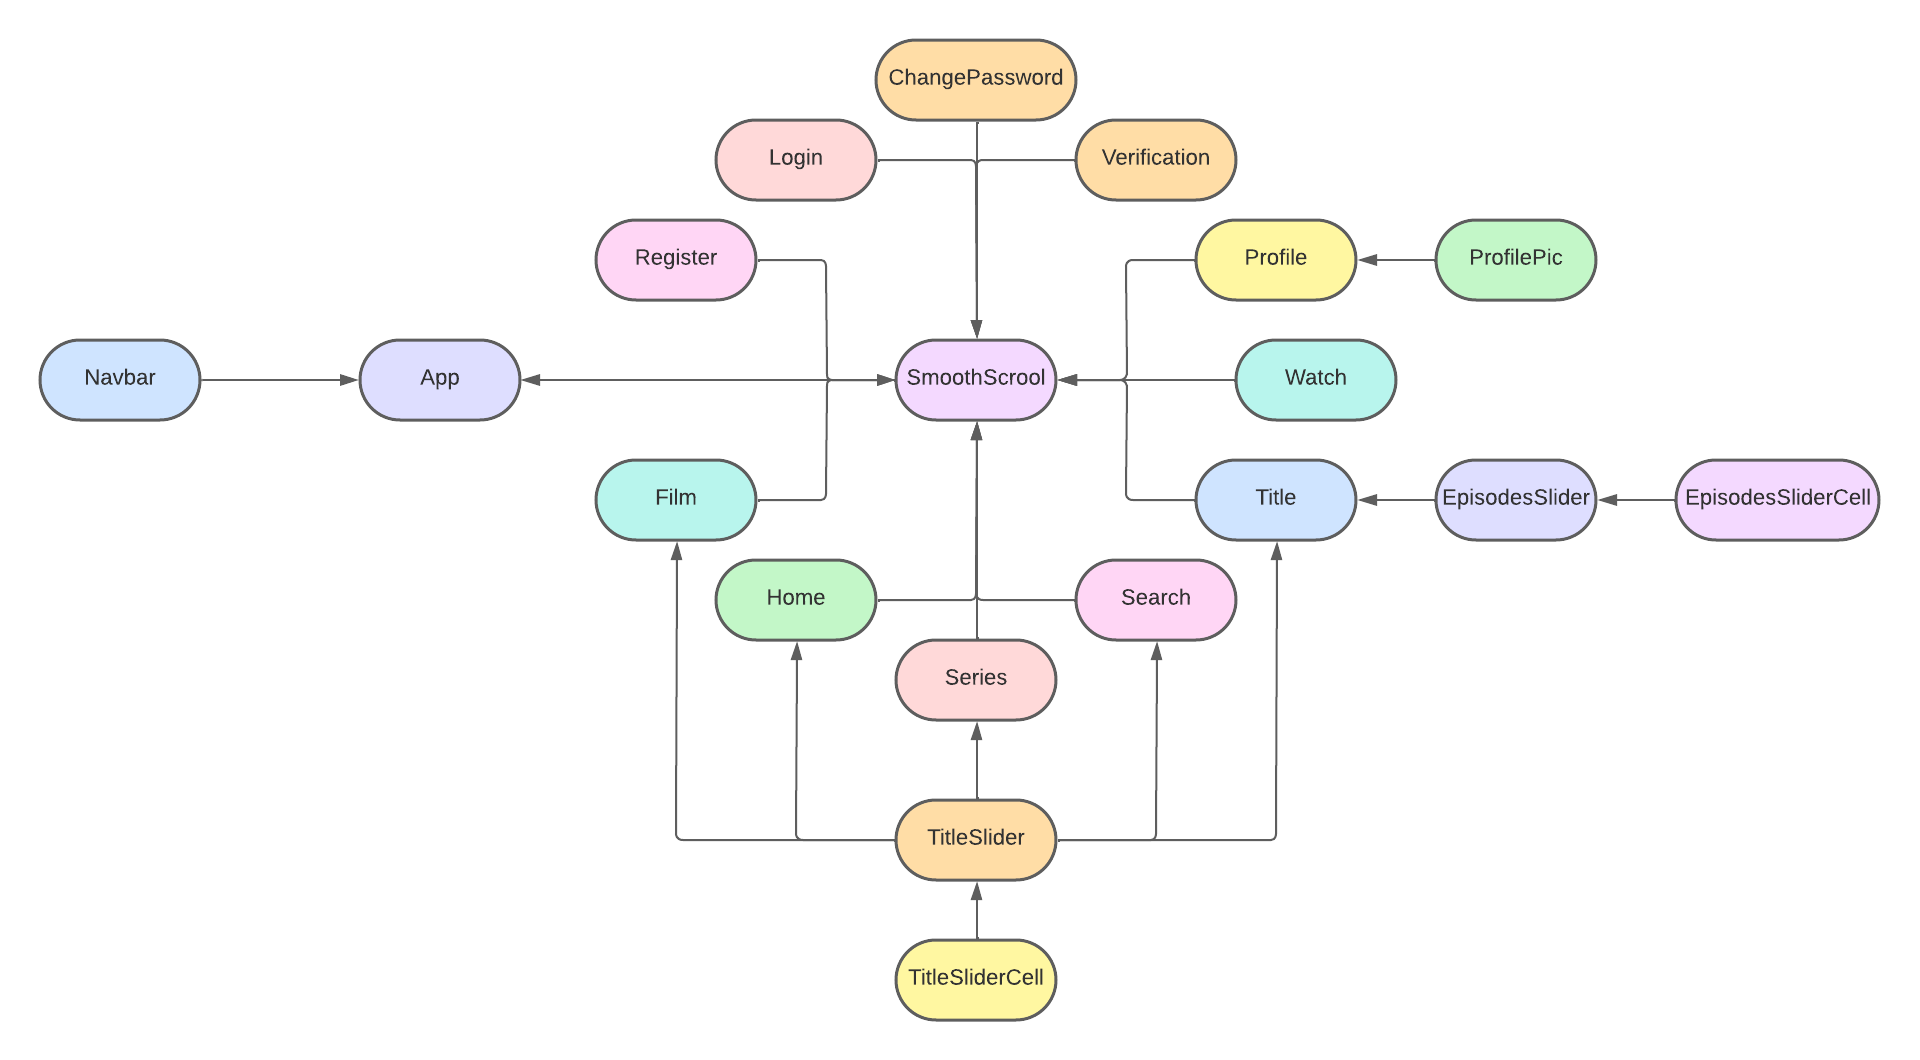 ChangePassword
Login
Verification
Register
Profile
ProfilePic
Navbar
App
SmoothScrool
Watch
Film
Title
EpisodesSlider
EpisodesSliderCell
Home
Search
Series
TitleSlider
TitleSliderCell